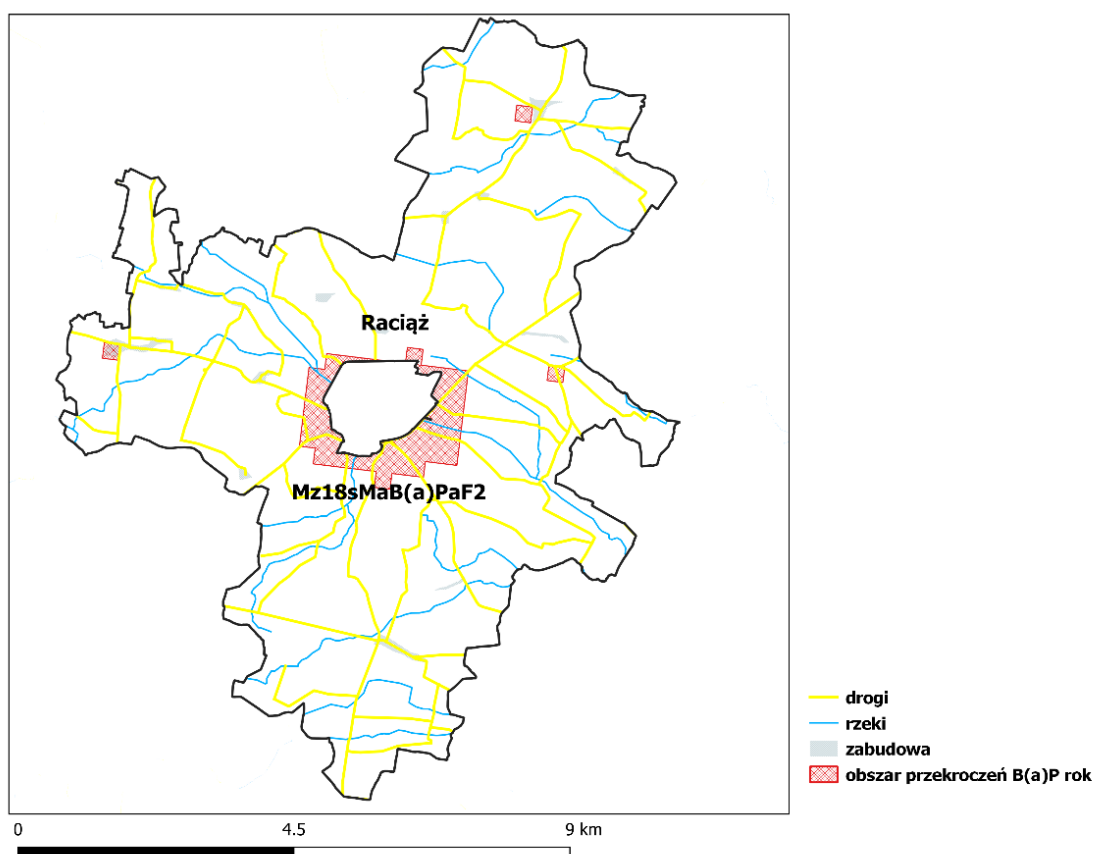 Raciąż
Mz18sMaB(a)PaF2
drogi
rzeki
zabudowa
obszar przekroczeń B(a)P rok
0 4.5 9 km